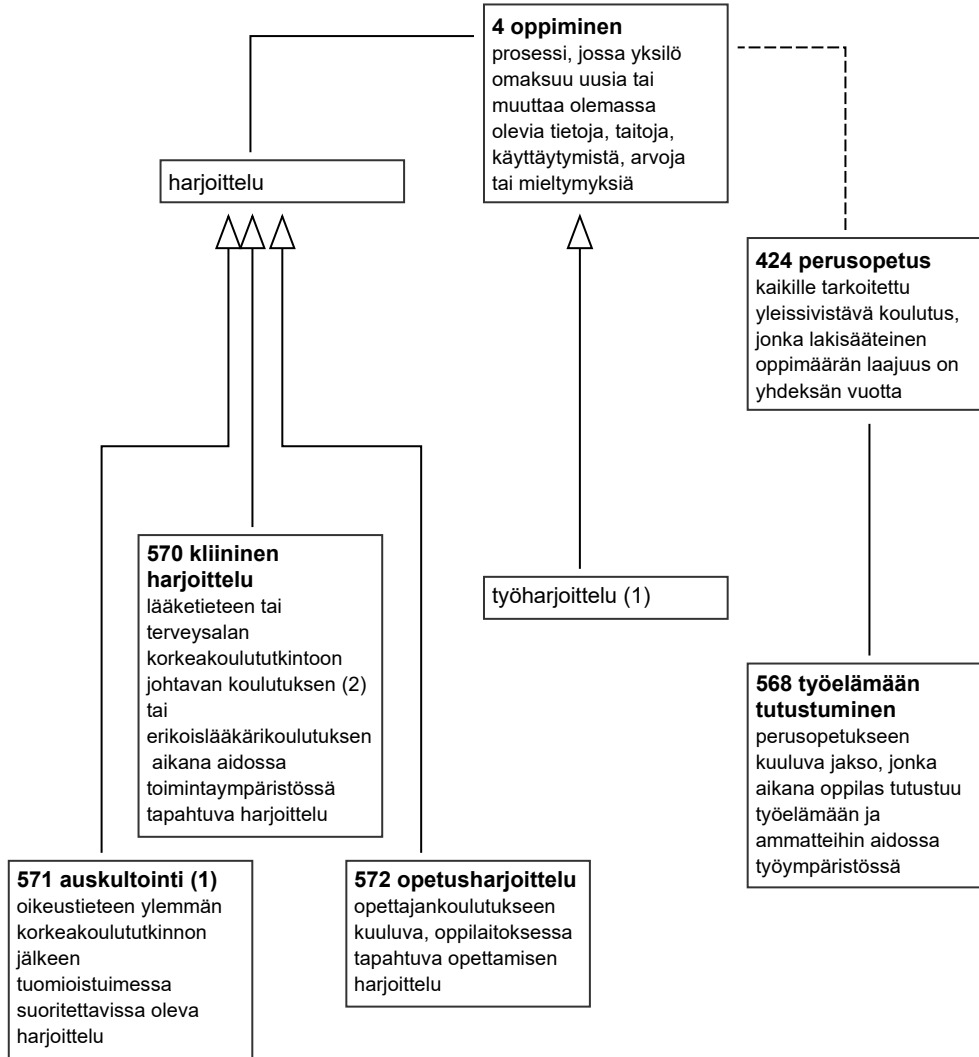 4 oppiminen
prosessi, jossa yksilö
omaksuu uusia tai
muuttaa olemassa
olevia tietoja, taitoja,
käyttäytymistä, arvoja
tai mieltymyksiä
harjoittelu
424 perusopetus
kaikille tarkoitettu
yleissivistävä koulutus,
jonka lakisääteinen
oppimäärän laajuus on
yhdeksän vuotta
570 kliininen
harjoittelu
lääketieteen tai
terveysalan
korkeakoulututkintoon
johtavan koulutuksen (2)
tai
erikoislääkärikoulutuksen
aikana aidossa
toimintaympäristössä
tapahtuva harjoittelu
työharjoittelu (1)
568 työelämään
tutustuminen
perusopetukseen
kuuluva jakso, jonka
aikana oppilas tutustuu
työelämään ja
ammatteihin aidossa
työympäristössä
571 auskultointi (1)
oikeustieteen ylemmän
korkeakoulututkinnon
jälkeen
tuomioistuimessa
suoritettavissa oleva
harjoittelu
572 opetusharjoittelu
opettajankoulutukseen
kuuluva, oppilaitoksessa
tapahtuva opettamisen
harjoittelu